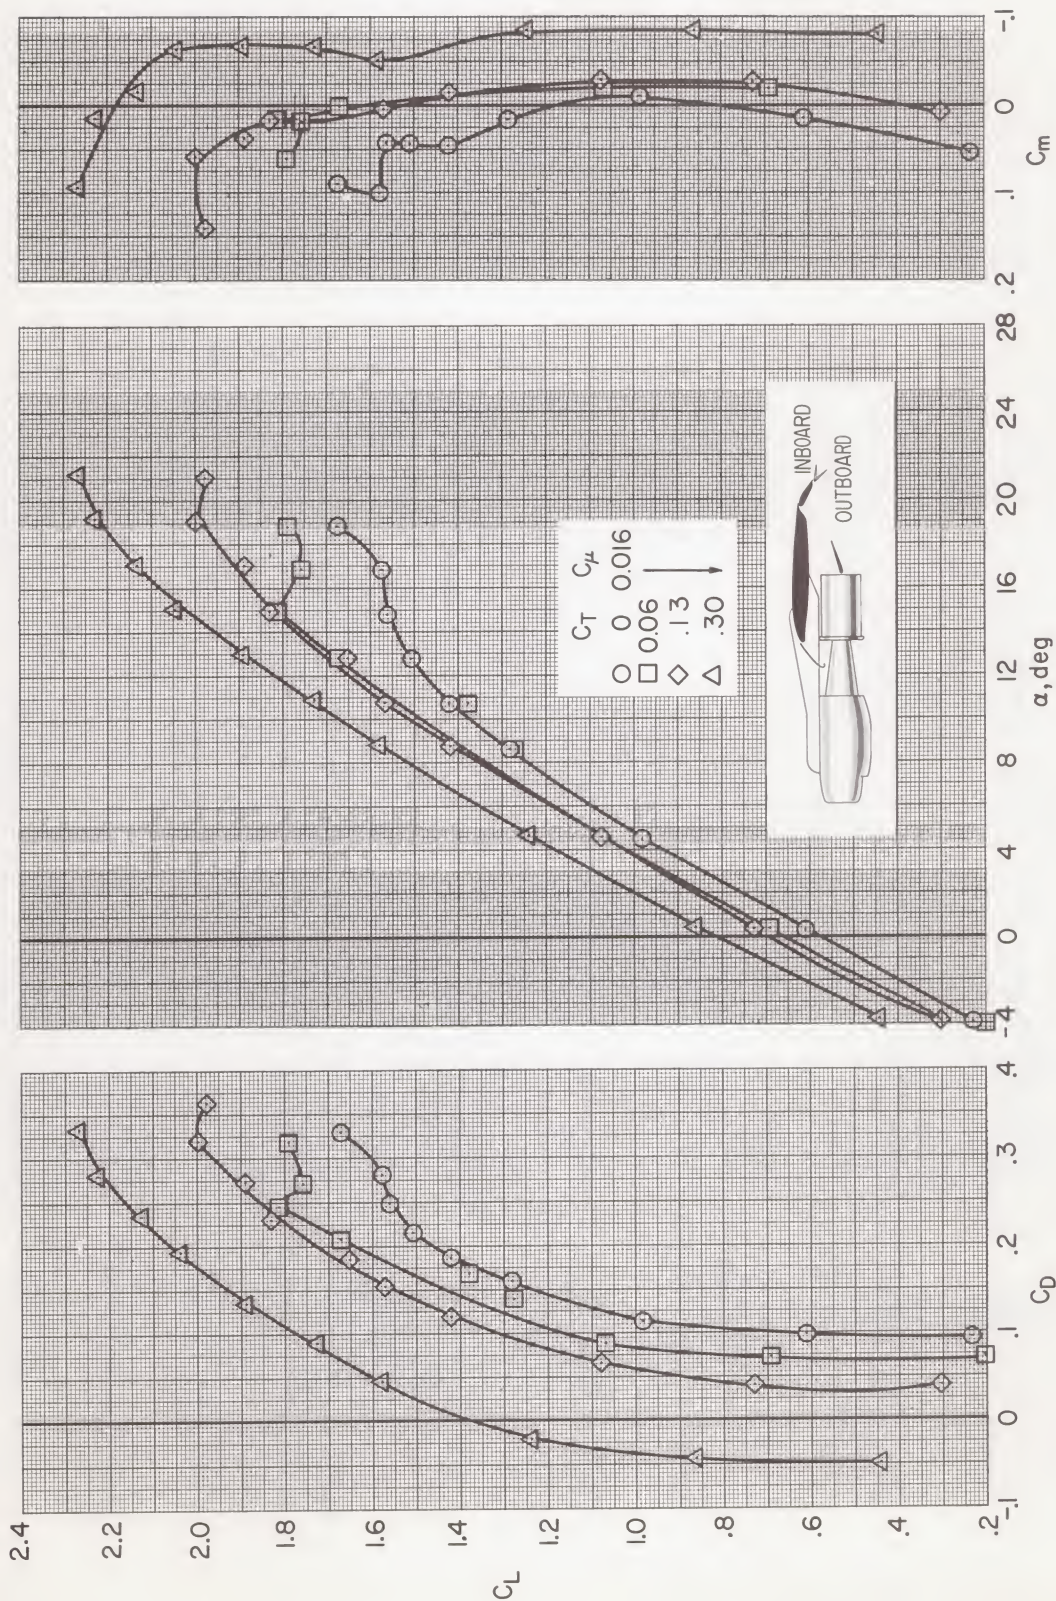 2.4
2.2
2.0
1.8
1.6
1.4
1.2
1.0
.8
.6
.4
.2
C_L
-.1 0 .1 .2 .3 .4
C_D
-4 0 4 8 12 16 20 24 28
α, deg
.2 .1 0 -.1
C_m
C_T C_μ
0 0.016
0.06
.13
.30
INBOARD
OUTBOARD